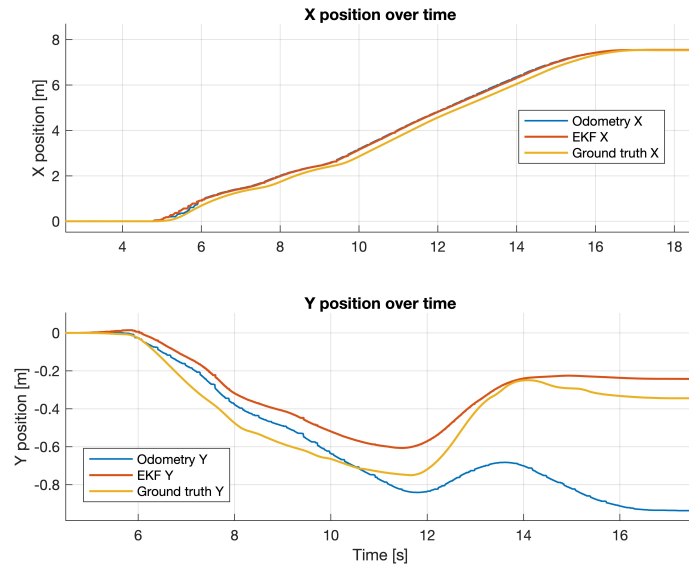 X position over time
8
6
4
2
0
X position [m]
Odometry X
EKF X
Ground truth X
4 6 8 10 12 14 16 18
Y position over time
0
-0.2
-0.4
-0.6
-0.8
Y position [m]
Odometry Y
EKF Y
Ground truth Y
6 8 10 12 14 16
Time [s]